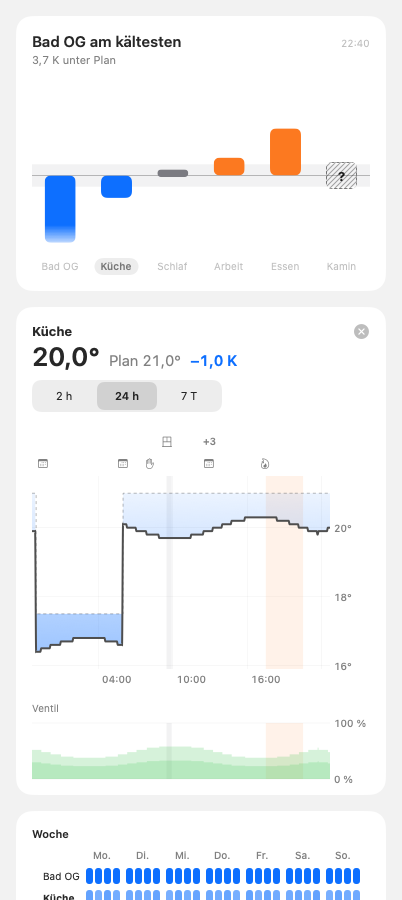 Bad OG am kältesten
22:40
3,7 K unter Plan
?
Bad OG Küche Schlaf Arbeit Essen Kamin
Küche
20,0° Plan 21,0° −1,0 K
2 h 24 h 7 T
+3
20°
18°
16°
04:00 10:00 16:00
Ventil
100 %
0 %
Woche
Mo. Di. Mi. Do. Fr. Sa. So.
Bad OG
Küche